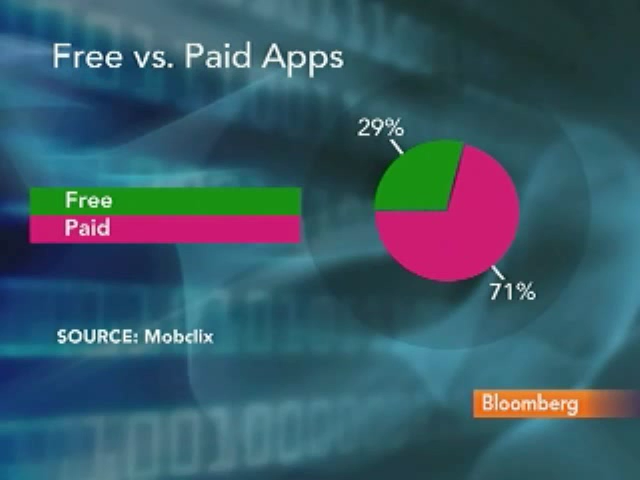 Free vs. Paid Apps
29%
Free
Paid
71%
SOURCE: Mobclix
Bloomberg